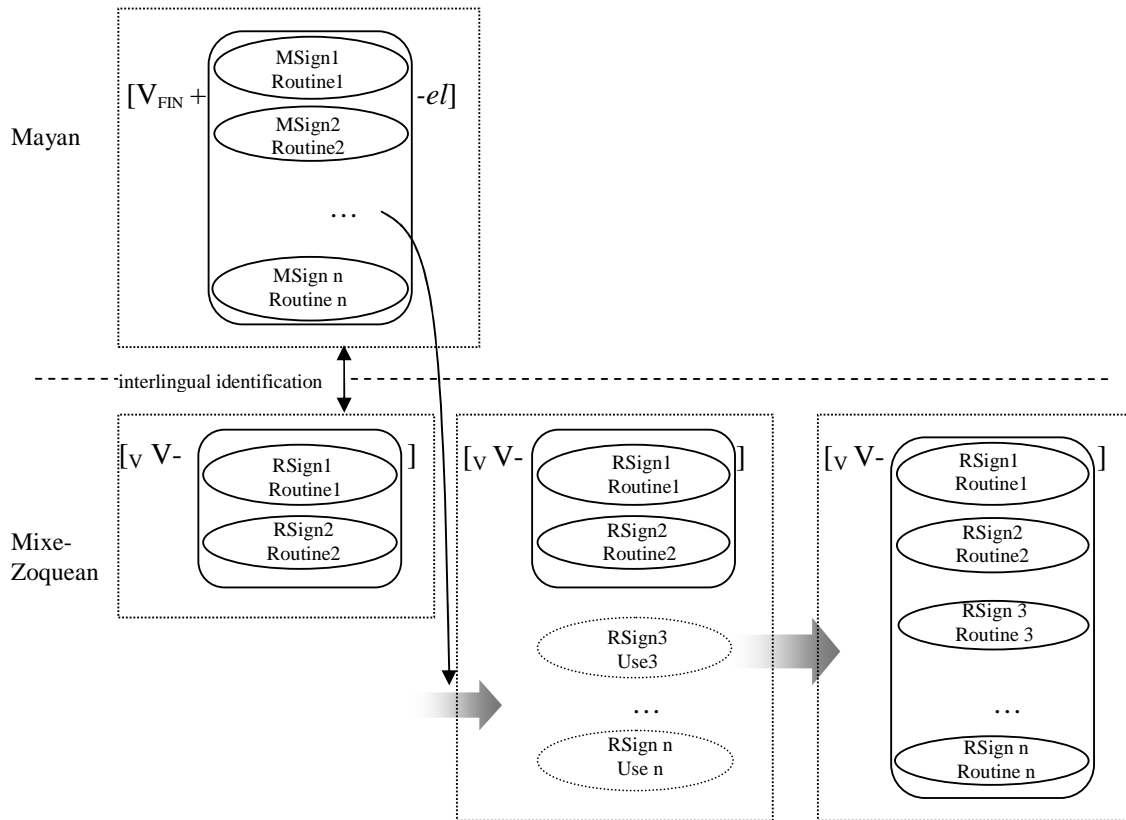 MSign1
Routine1
[V_FIN +
-el]
MSign2
Routine2
Mayan
…
MSign n
Routine n
interlingual identification
[V V-
RSign1
Routine1
]
RSign2
Routine2
[V V-
RSign1
Routine1
]
RSign2
Routine2
RSign3
Use3
…
RSign n
Use n
[V V-
RSign1
Routine1
]
RSign2
Routine2
RSign 3
Routine 3
…
RSign n
Routine n
Mixe-
Zoquean